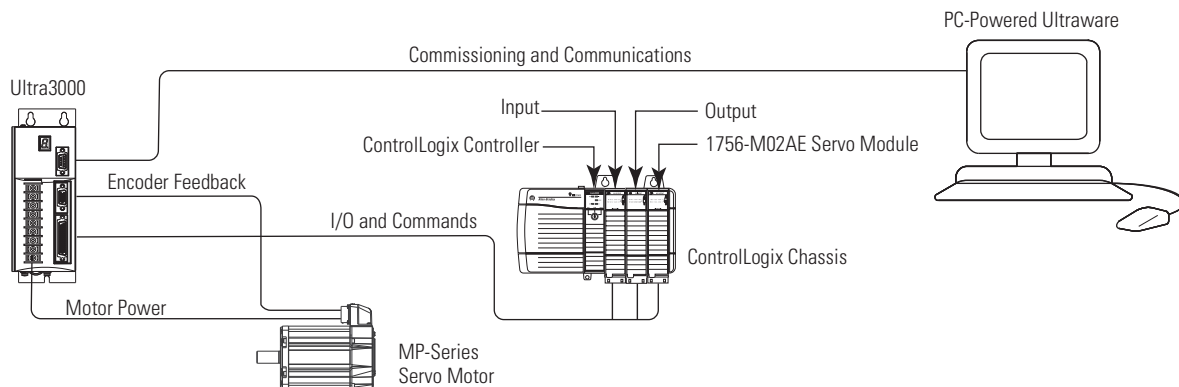 PC-Powered Ultraware
Commissioning and Communications
Ultra3000
Input
Output
ControlLogix Controller
1756-M02AE Servo Module
Encoder Feedback
I/O and Commands
ControlLogix Chassis
Motor Power
MP-Series
Servo Motor